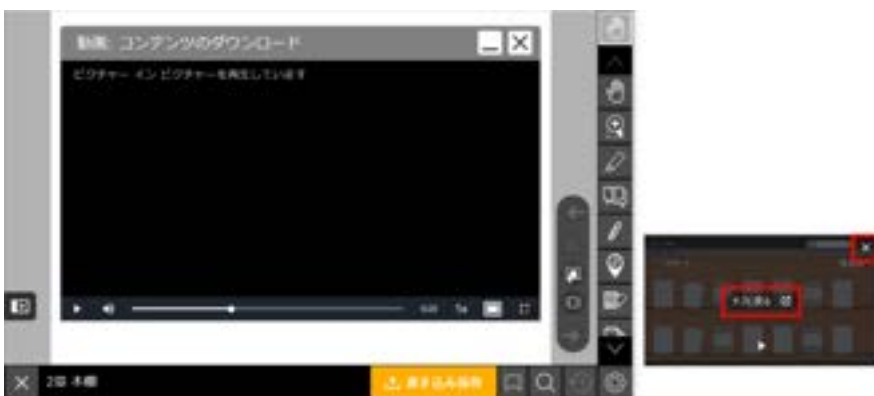 動画: コンテンツのダウンロード
ピクチャー イン ピクチャーを再生しています
2章 本棚
書き込み保存